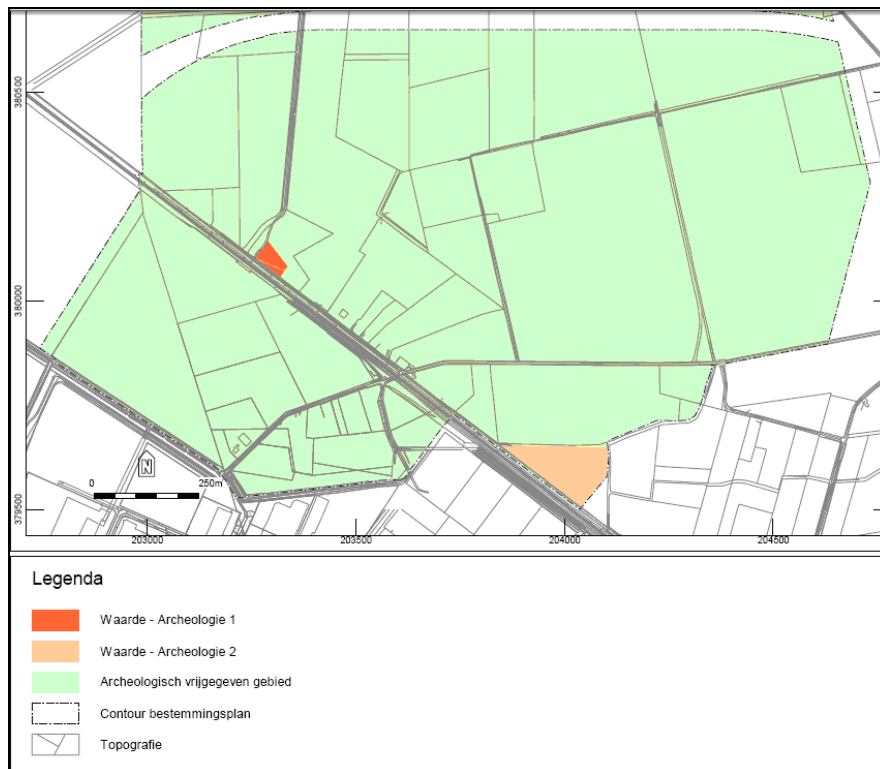 380500
380000
379500
N
0 250m
203000 203500 204000 204500
Legenda
Waarde - Archeologie 1
Waarde - Archeologie 2
Archeologisch vrijgegeven gebied
Contour bestemmingsplan
Topografie